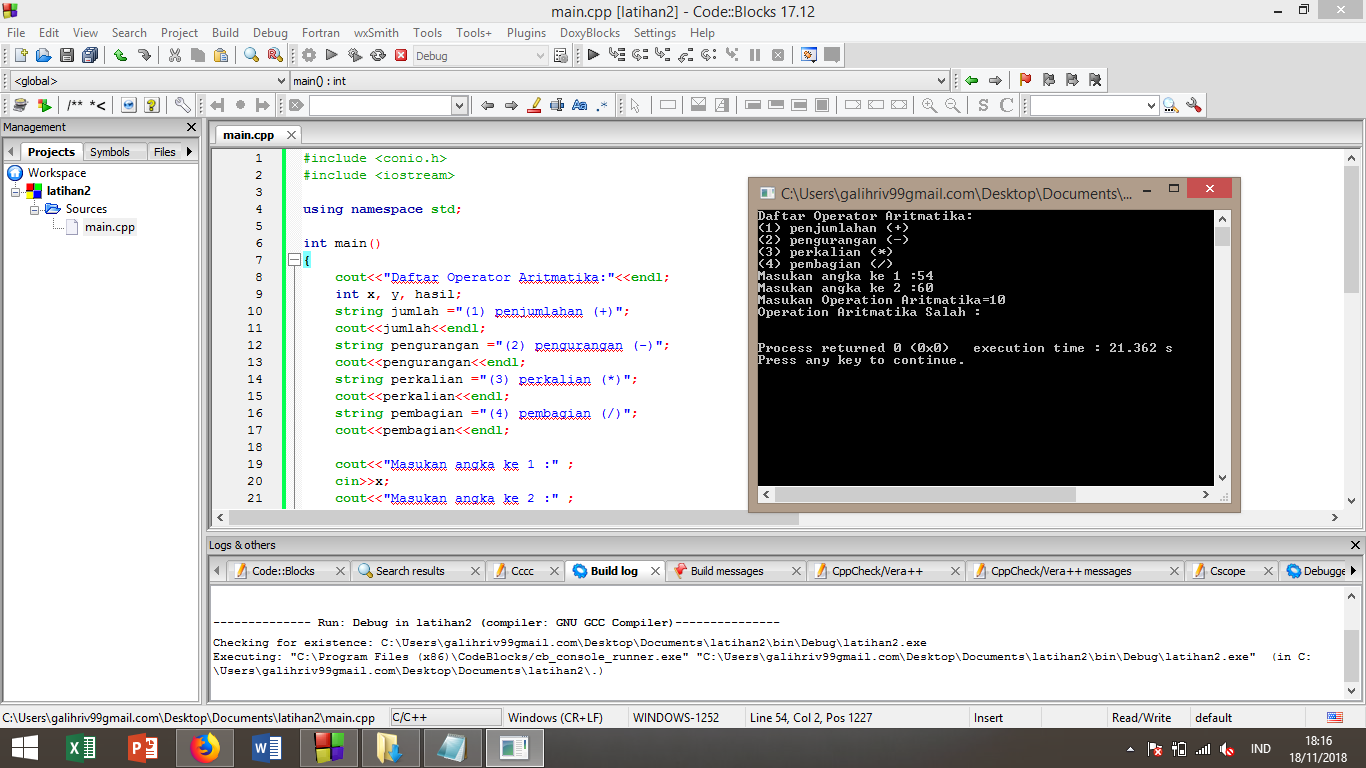 main.cpp [latihan2] - Code::Blocks 17.12
File Edit View Search Project Build Debug Fortran wxSmith Tools Tools+ Plugins DoxyBlocks Settings Help
Debug
<global> main() : int
/** *<
Aa .*
S C
Management
Projects Symbols Files
Workspace
latihan2
Sources
main.cpp
main.cpp
1 #include <conio.h>
2 #include <iostream>
3
4 using namespace std;
5
6 int main()
7 {
8 cout<<"Daftar Operator Aritmatika:"<<endl;
9 int x, y, hasil;
10 string jumlah ="(1) penjumlahan (+)";
11 cout<<jumlah<<endl;
12 string pengurangan ="(2) pengurangan (-)";
13 cout<<pengurangan<<endl;
14 string perkalian ="(3) perkalian (*)";
15 cout<<perkalian<<endl;
16 string pembagian ="(4) pembagian (/)";
17 cout<<pembagian<<endl;
18
19 cout<<"Masukan angka ke 1 :" ;
20 cin>>x;
21 cout<<"Masukan angka ke 2 :" ;
C:\Users\galihriv99gmail.com\Desktop\Documents\...
Daftar Operator Aritmatika:
(1) penjumlahan (+)
(2) pengurangan (-)
(3) perkalian (*)
(4) pembagian (/)
Masukan angka ke 1 :54
Masukan angka ke 2 :60
Masukan Operation Aritmatika=10
Operation Aritmatika Salah :
Process returned 0 (0x0) execution time : 21.362 s
Press any key to continue.
Logs & others
Code::Blocks Search results Cccc Build log Build messages CppCheck/Vera++ CppCheck/Vera++ messages Cscope Debugge
-------------- Run: Debug in latihan2 (compiler: GNU GCC Compiler)---------------
Checking for existence: C:\Users\galihriv99gmail.com\Desktop\Documents\latihan2\bin\Debug\latihan2.exe
Executing: "C:\Program Files (x86)\CodeBlocks/cb_console_runner.exe" "C:\Users\galihriv99gmail.com\Desktop\Documents\latihan2\bin\Debug\latihan2.exe" (in C:
\Users\galihriv99gmail.com\Desktop\Documents\latihan2\.)
C:\Users\galihriv99gmail.com\Desktop\Documents\latihan2\main.cpp C/C++ Windows (CR+LF) WINDOWS-1252 Line 54, Col 2, Pos 1227 Insert Read/Write default
IND
18:16
18/11/2018